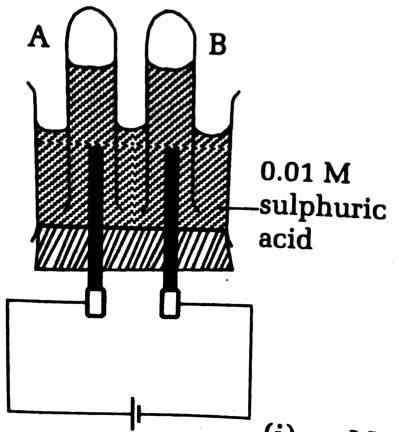 A
B
0.01 M
sulphuric
acid
(i)